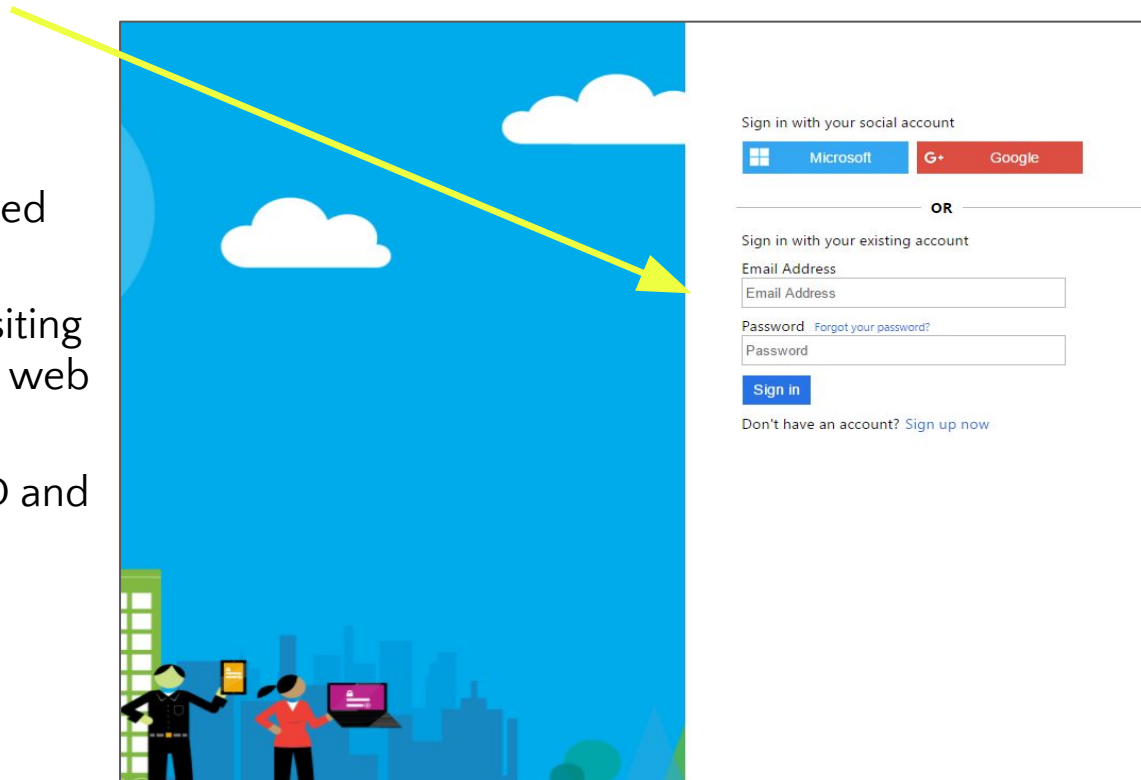 ed
siting
web
and
Sign in with your social account
Microsoft
G+ Google
OR
Sign in with your existing account
Email Address
Email Address
Password Forgot your password?
Password
Sign in
Don't have an account? Sign up now